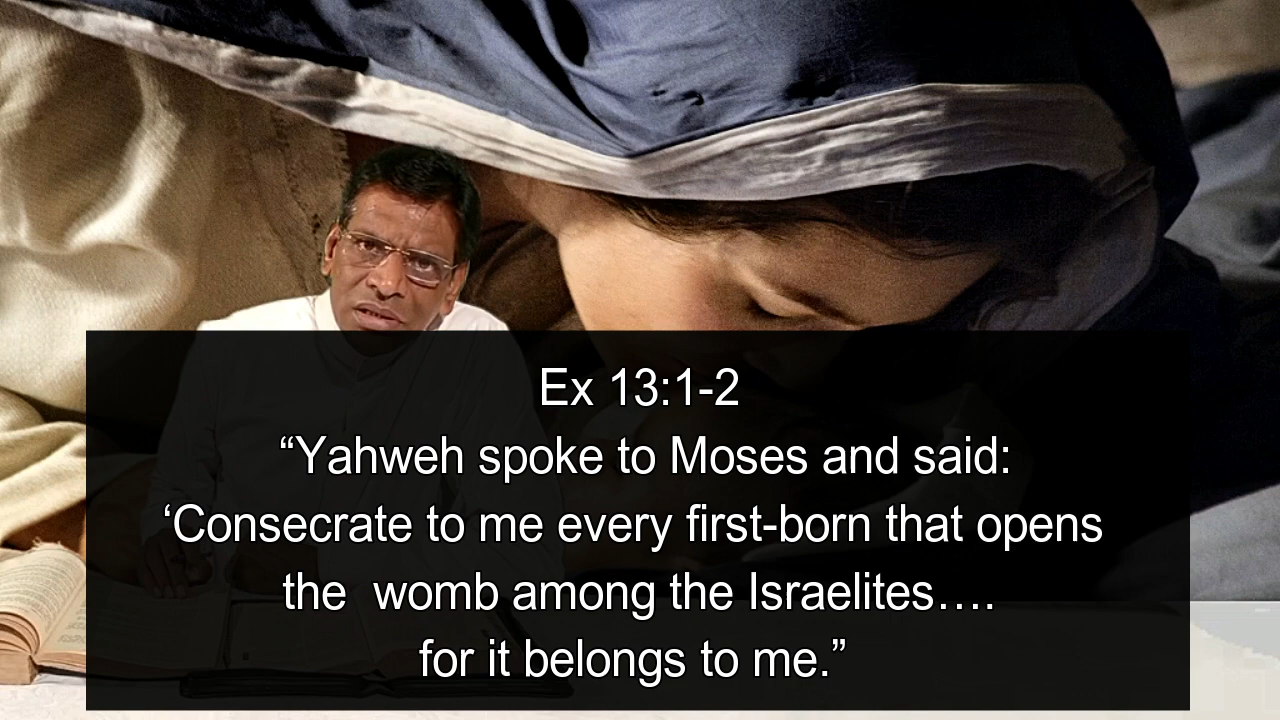 Ex 13:1-2
“Yahweh spoke to Moses and said:
‘Consecrate to me every first-born that opens
the  womb among the Israelites….
for it belongs to me.”